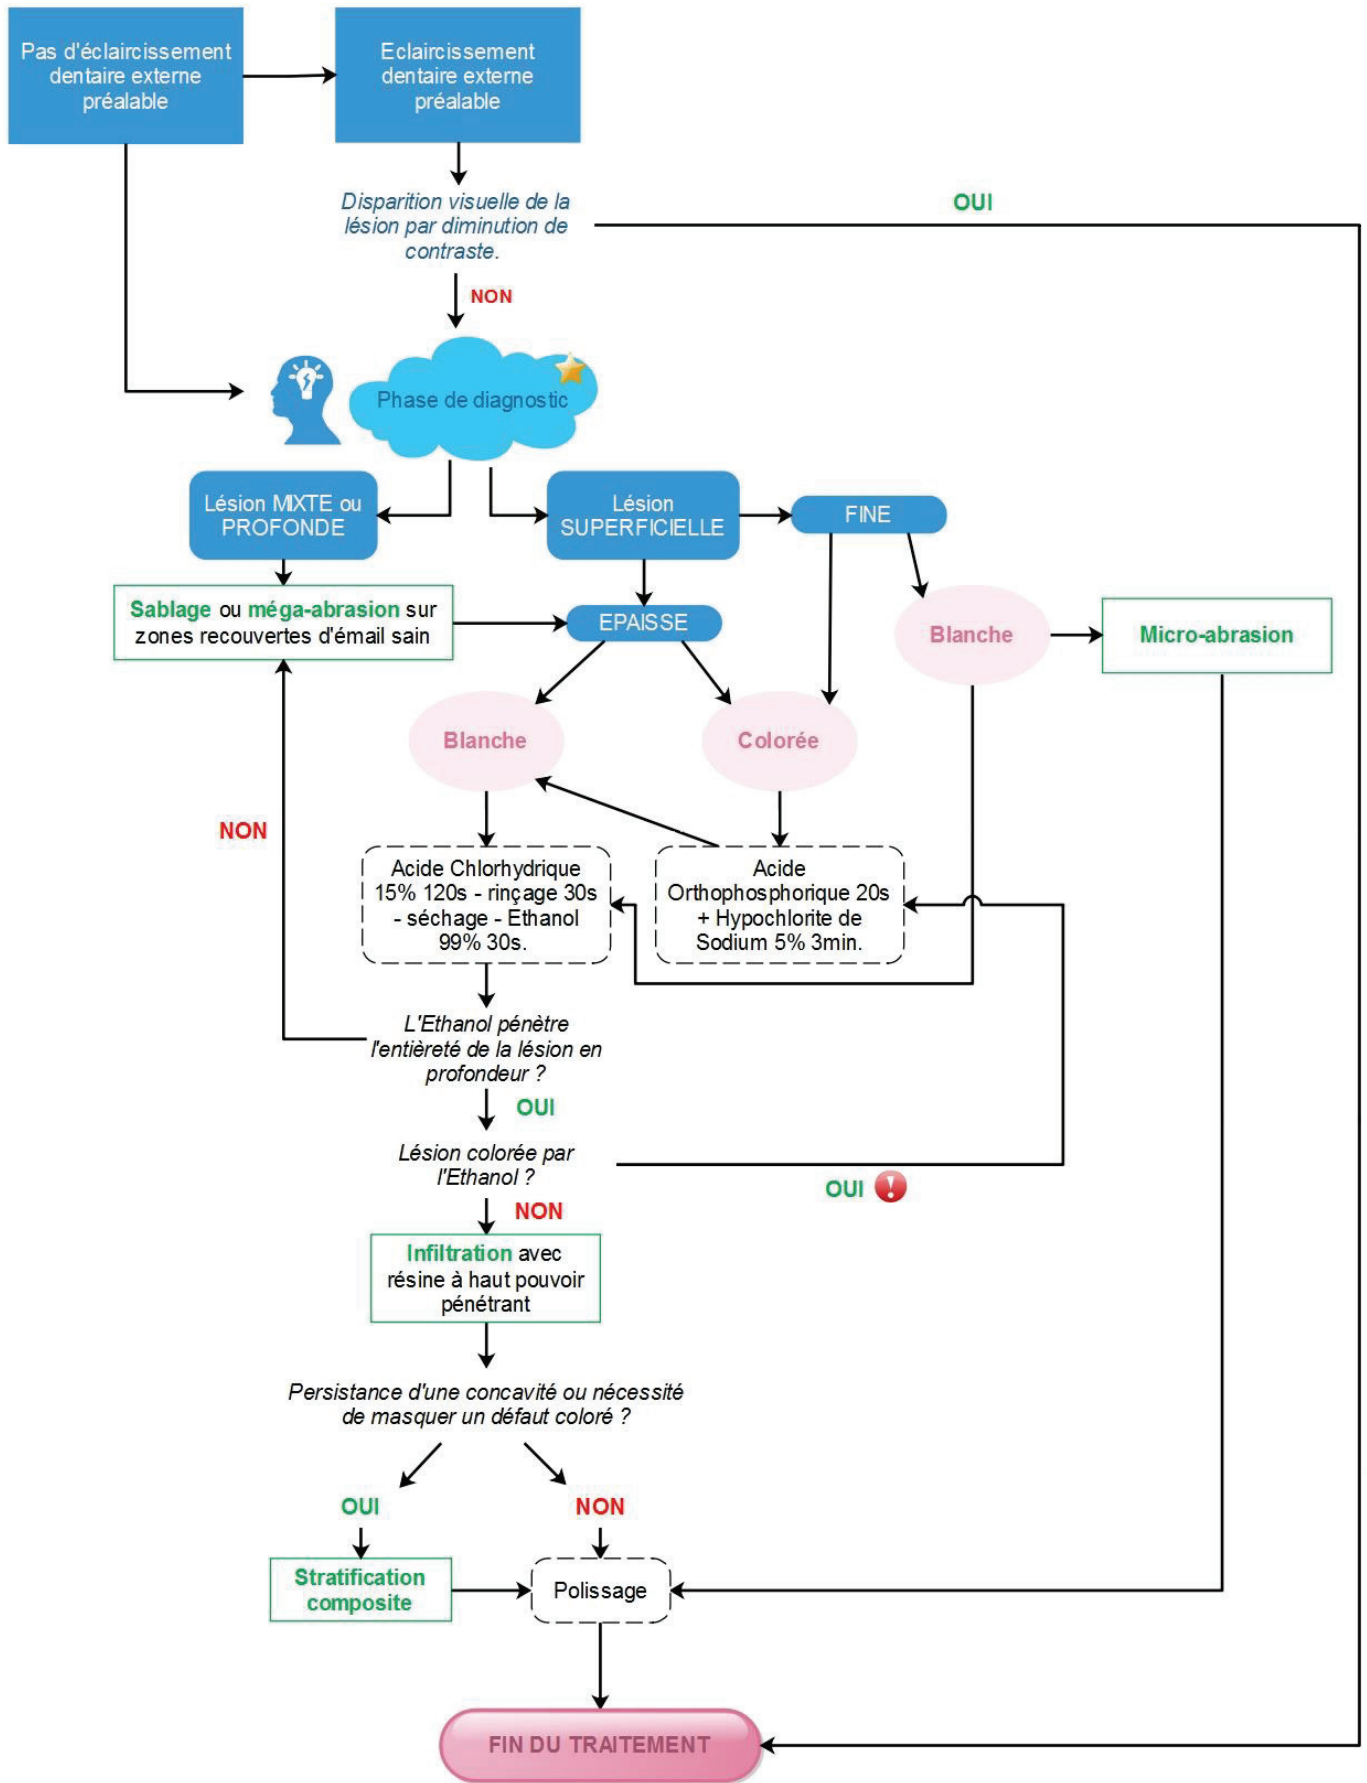 Pas d'éclaircissement
dentaire externe
préalable
Eclaircissement
dentaire externe
préalable
Disparition visuelle de la
lésion par diminution de
contraste.
OUI
NON
Phase de diagnostic
Lésion MIXTE ou
PROFONDE
Lésion
SUPERFICIELLE
FINE
Sablage ou méga-abrasion sur
zones recouvertes d'émail sain
EPAISSE
Blanche
Micro-abrasion
Blanche
Colorée
NON
Acide Chlorhydrique
15% 120s - rinçage 30s
- séchage - Ethanol
99% 30s.
Acide
Orthophosphorique 20s
+ Hypochlorite de
Sodium 5% 3min.
L'Ethanol pénètre
l'entièreté de la lésion en
profondeur ?
OUI
Lésion colorée par
l'Ethanol ?
OUI
NON
Infiltration avec
résine à haut pouvoir
pénétrant
Persistance d'une concavité ou nécessité
de masquer un défaut coloré ?
OUI
NON
Stratification
composite
Polissage
FIN DU TRAITEMENT